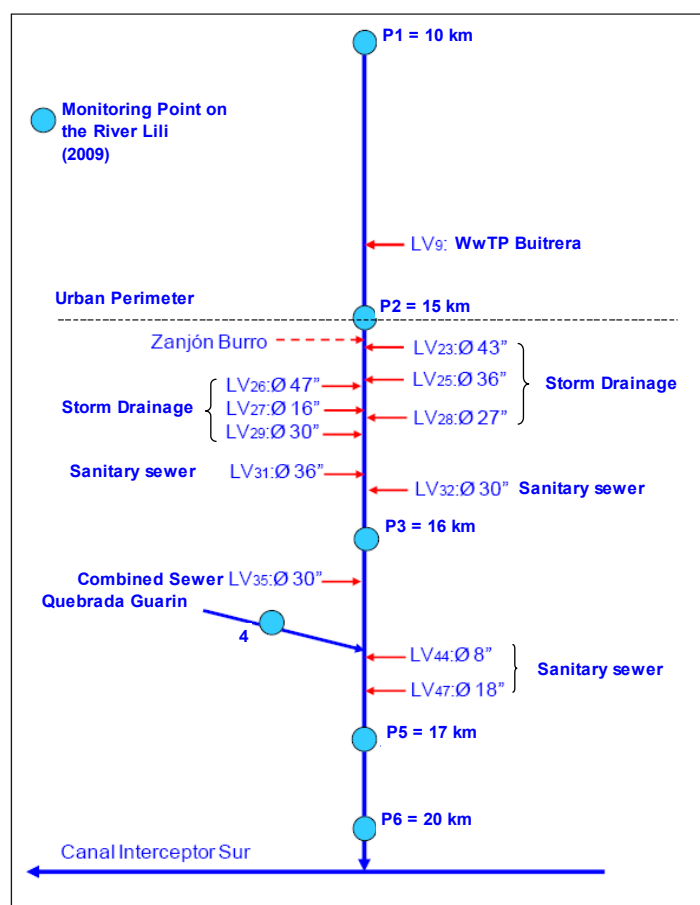 P1 = 10 km
Monitoring Point on
the River Lili
(2009)
LV9: WwTP Buitrera
Urban Perimeter
P2 = 15 km
Zanjón Burro
LV23:Ø 43”
LV26:Ø 47”
LV25:Ø 36”
Storm Drainage
Storm Drainage
LV27:Ø 16”
LV28:Ø 27”
LV29:Ø 30”
Sanitary sewer
LV31:Ø 36”
LV32:Ø 30”
Sanitary sewer
P3 = 16 km
Combined Sewer
LV35:Ø 30”
Quebrada Guarin
4
LV44:Ø 8”
Sanitary sewer
LV47:Ø 18”
P5 = 17 km
P6 = 20 km
Canal Interceptor Sur